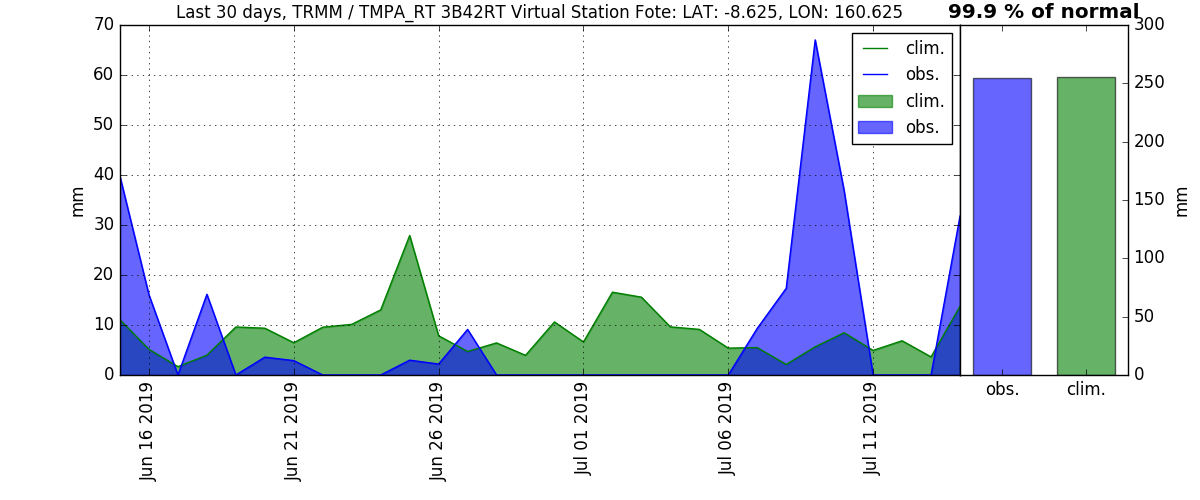 Last 30 days, TRMM / TMPA_RT 3B42RT Virtual Station Fote: LAT: -8.625, LON: 160.625
99.9 % of normal
70
60
50
40
30
20
10
0
mm
clim.
obs.
clim.
obs.
Jun 16 2019
Jun 21 2019
Jun 26 2019
Jul 01 2019
Jul 06 2019
Jul 11 2019
obs.
clim.
300
250
200
150
100
50
0
mm